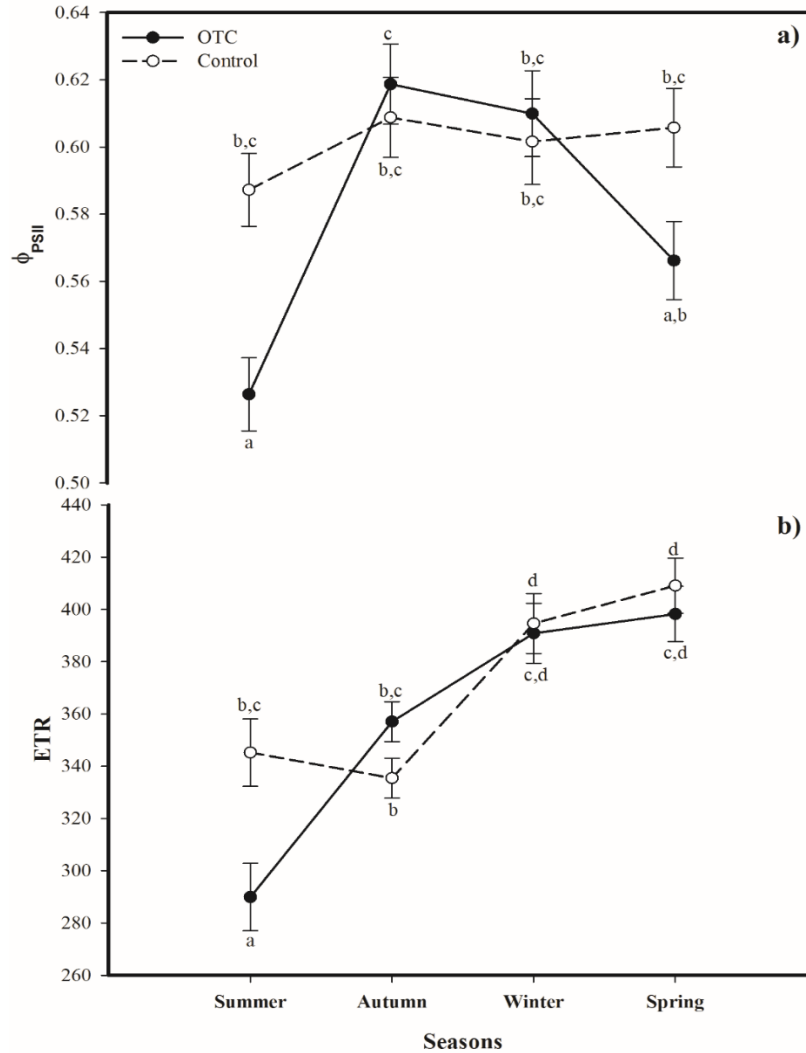 0.64
a)
OTC
Control
c
b,c
b,c
0.62
b,c
0.60
b,c
b,c
0.58
ϕPSII
0.56
a,b
0.54
0.52
a
0.50
440
b)
420
d
d
400
c,d
c,d
380
b,c
b,c
360
ETR
340
b
320
300
280
a
260
Summer Autumn Winter Spring
Seasons